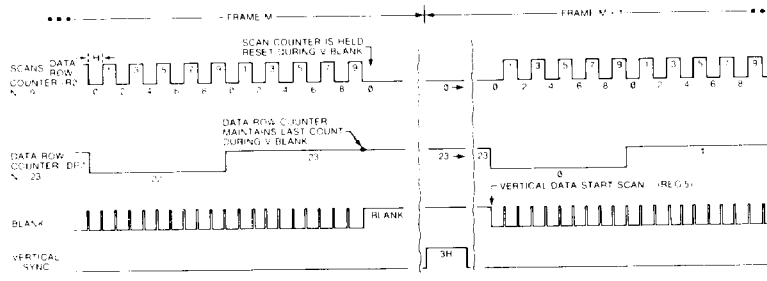 FRAME M
FRAME M + 1
SCAN COUNTER IS HELD
RESET DURING V BLANK
H
SCANS DATA
ROW
COUNTER
1 3 5 7 9 1 3 5 7 9
0 2 4 6 8 0 2 4 6 8 0
0
1 3 5 7 9 1 3 5 7 9
0 2 4 6 8 0 2 4 6 8
DATA ROW COUNTER
MAINTAINS LAST COUNT
DURING V BLANK
DATA ROW
COUNTER
23
23
23
23
0
1
VERTICAL DATA START SCAN (REG 5)
BLANK
BLANK
VERTICAL
SYNC
3H